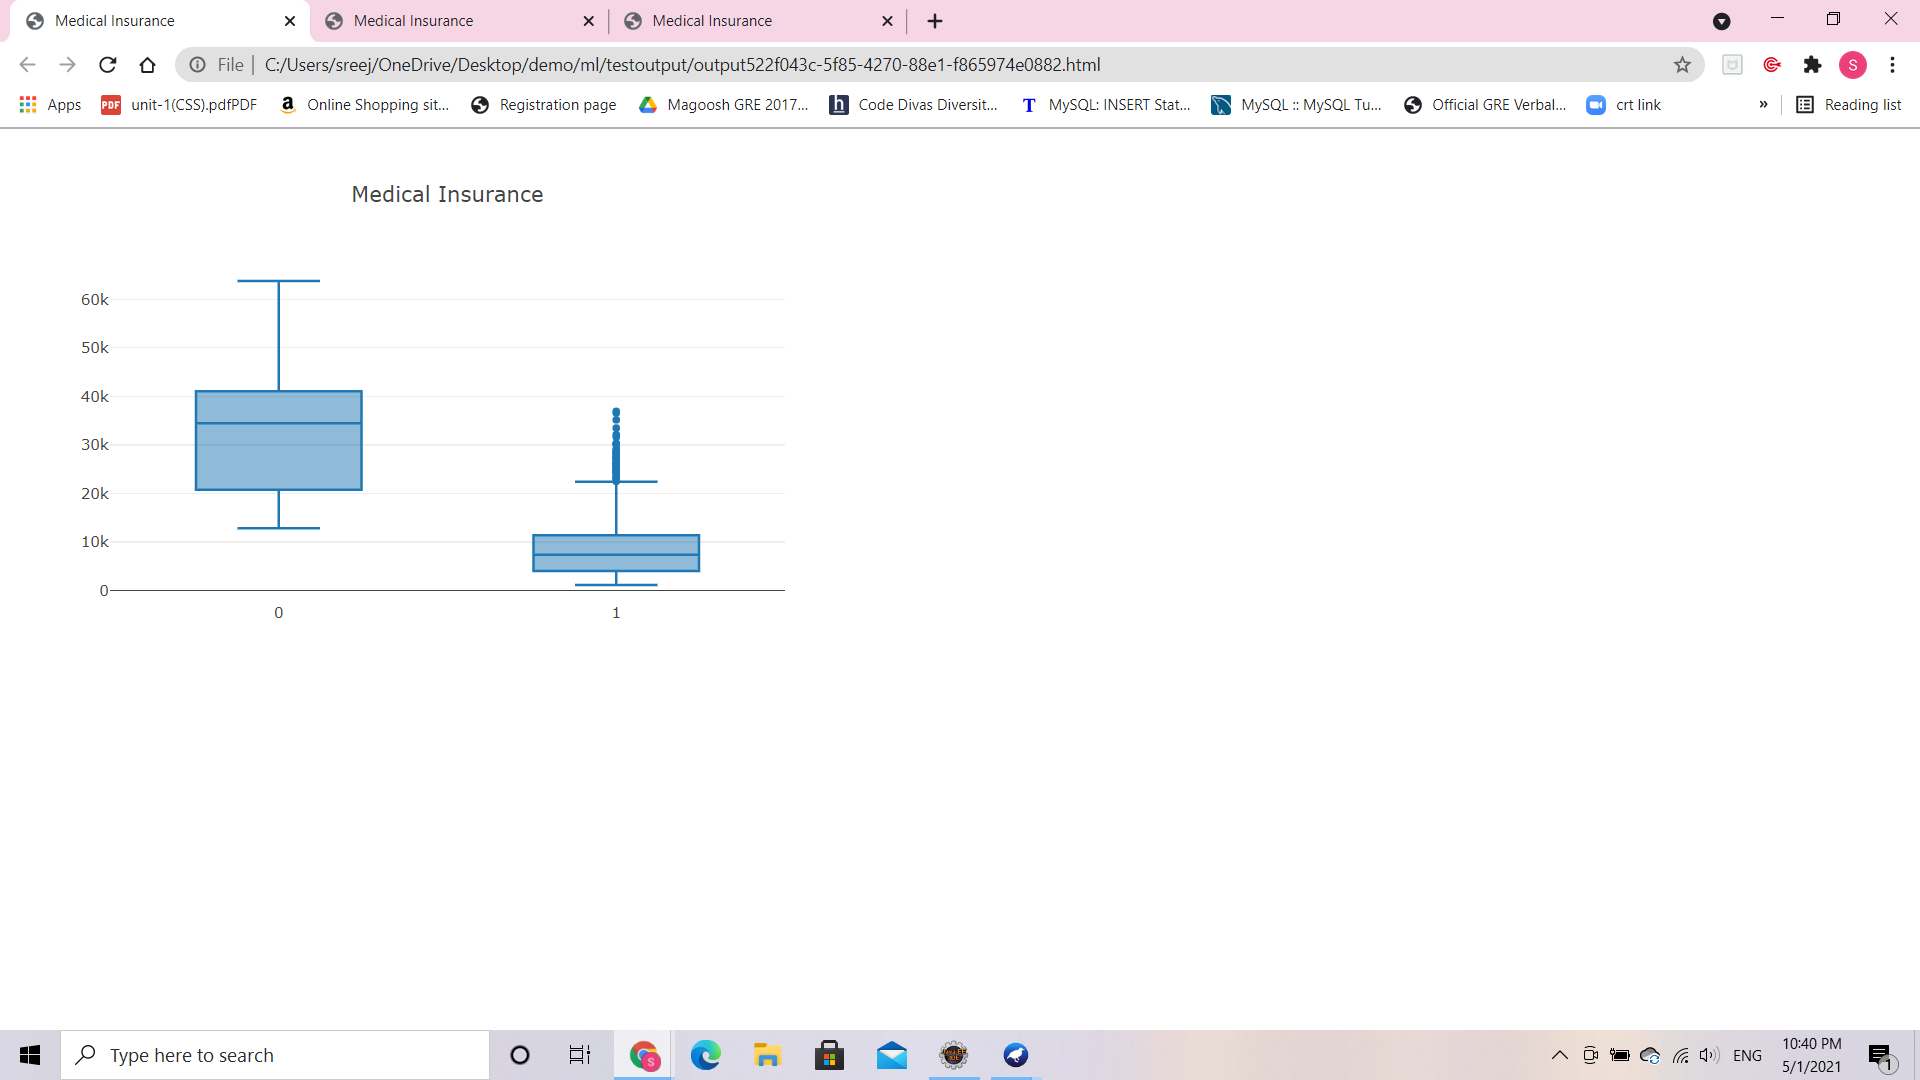 Medical Insurance
Medical Insurance
Medical Insurance
File
C:/Users/sreej/OneDrive/Desktop/demo/ml/testoutput/output522f043c-5f85-4270-88e1-f865974e0882.html
S
Apps
PDF
unit-1(CSS).pdfPDF
a
Online Shopping sit...
Registration page
Magoosh GRE 2017...
h
Code Divas Diversit...
T
MySQL: INSERT Stat...
MySQL :: MySQL Tu...
Official GRE Verbal...
crt link
»
Reading list
Medical Insurance
60k
50k
40k
30k
20k
10k
0
0
1
Type here to search
S
ENG
10:40 PM
5/1/2021
1